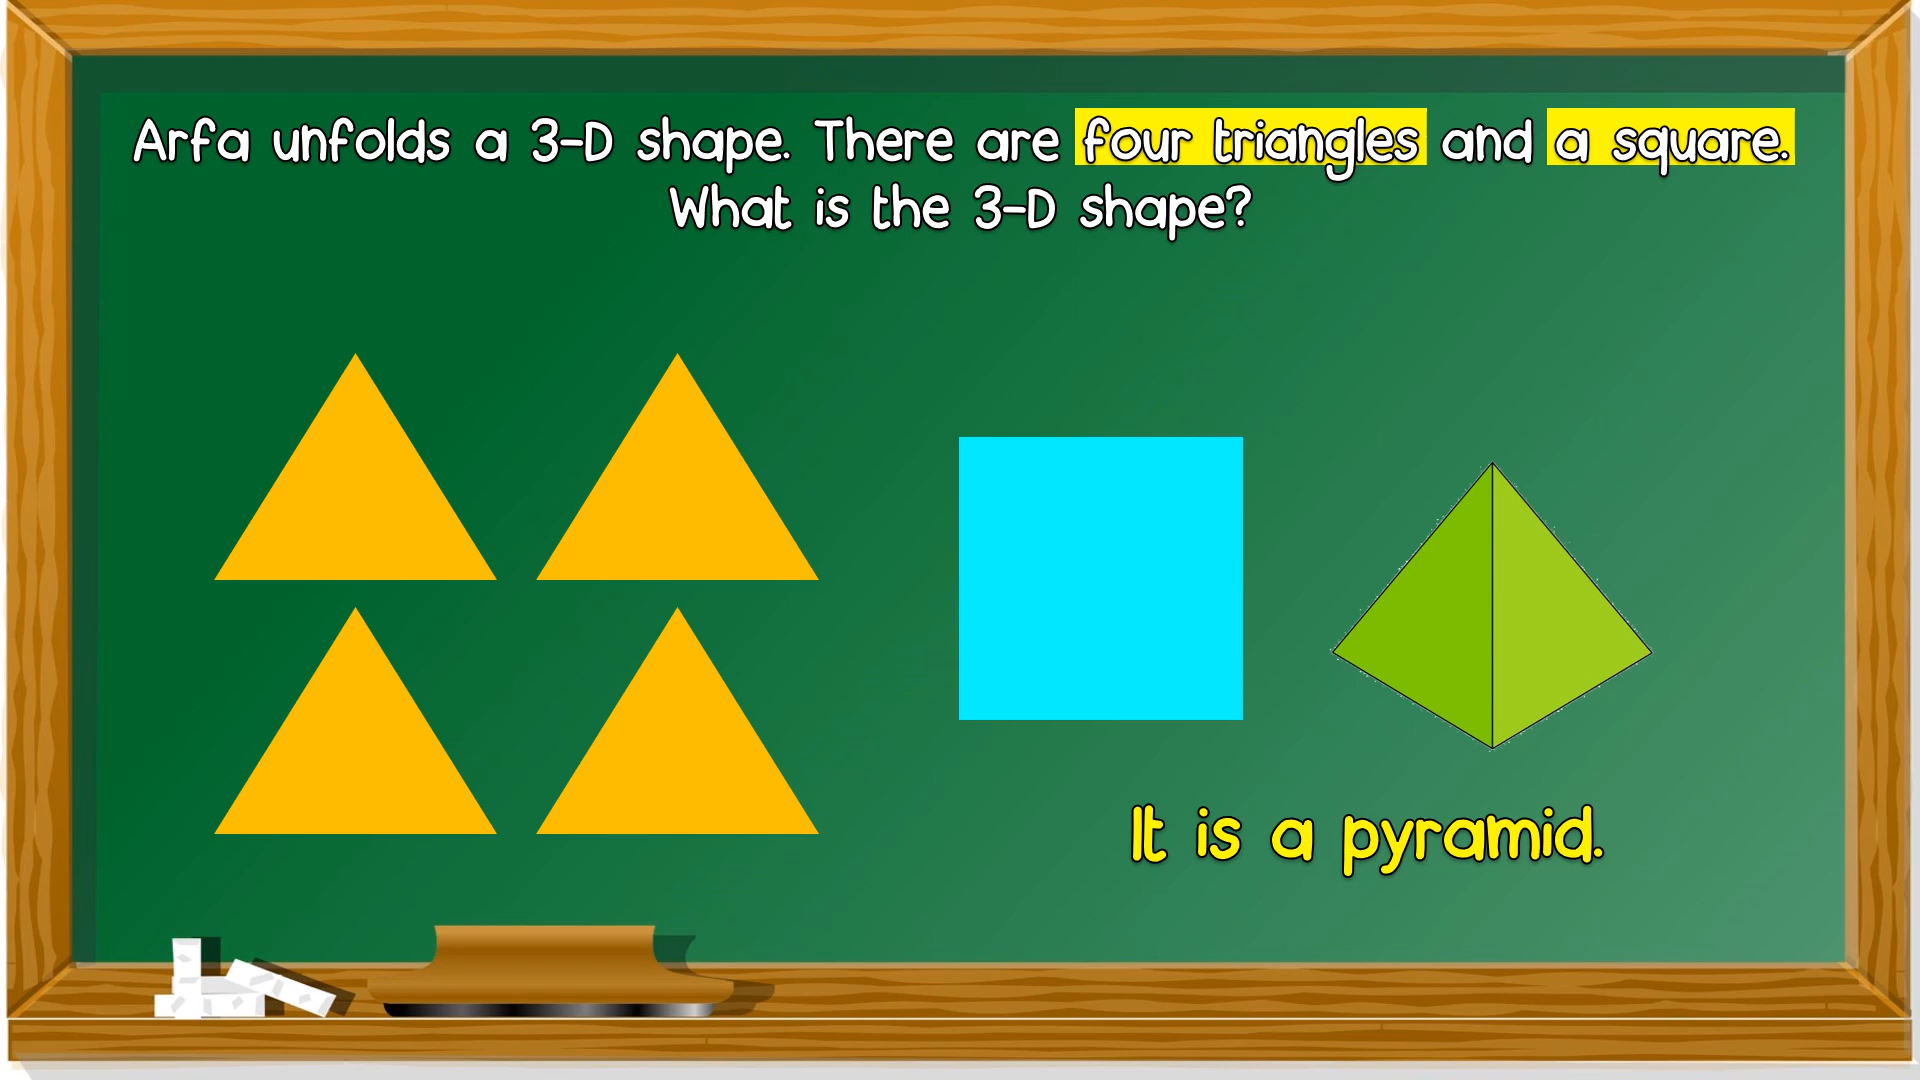 Arfa unfolds a 3-D shape. There are four triangles and a square.
What is the 3-D shape?
It is a pyramid.